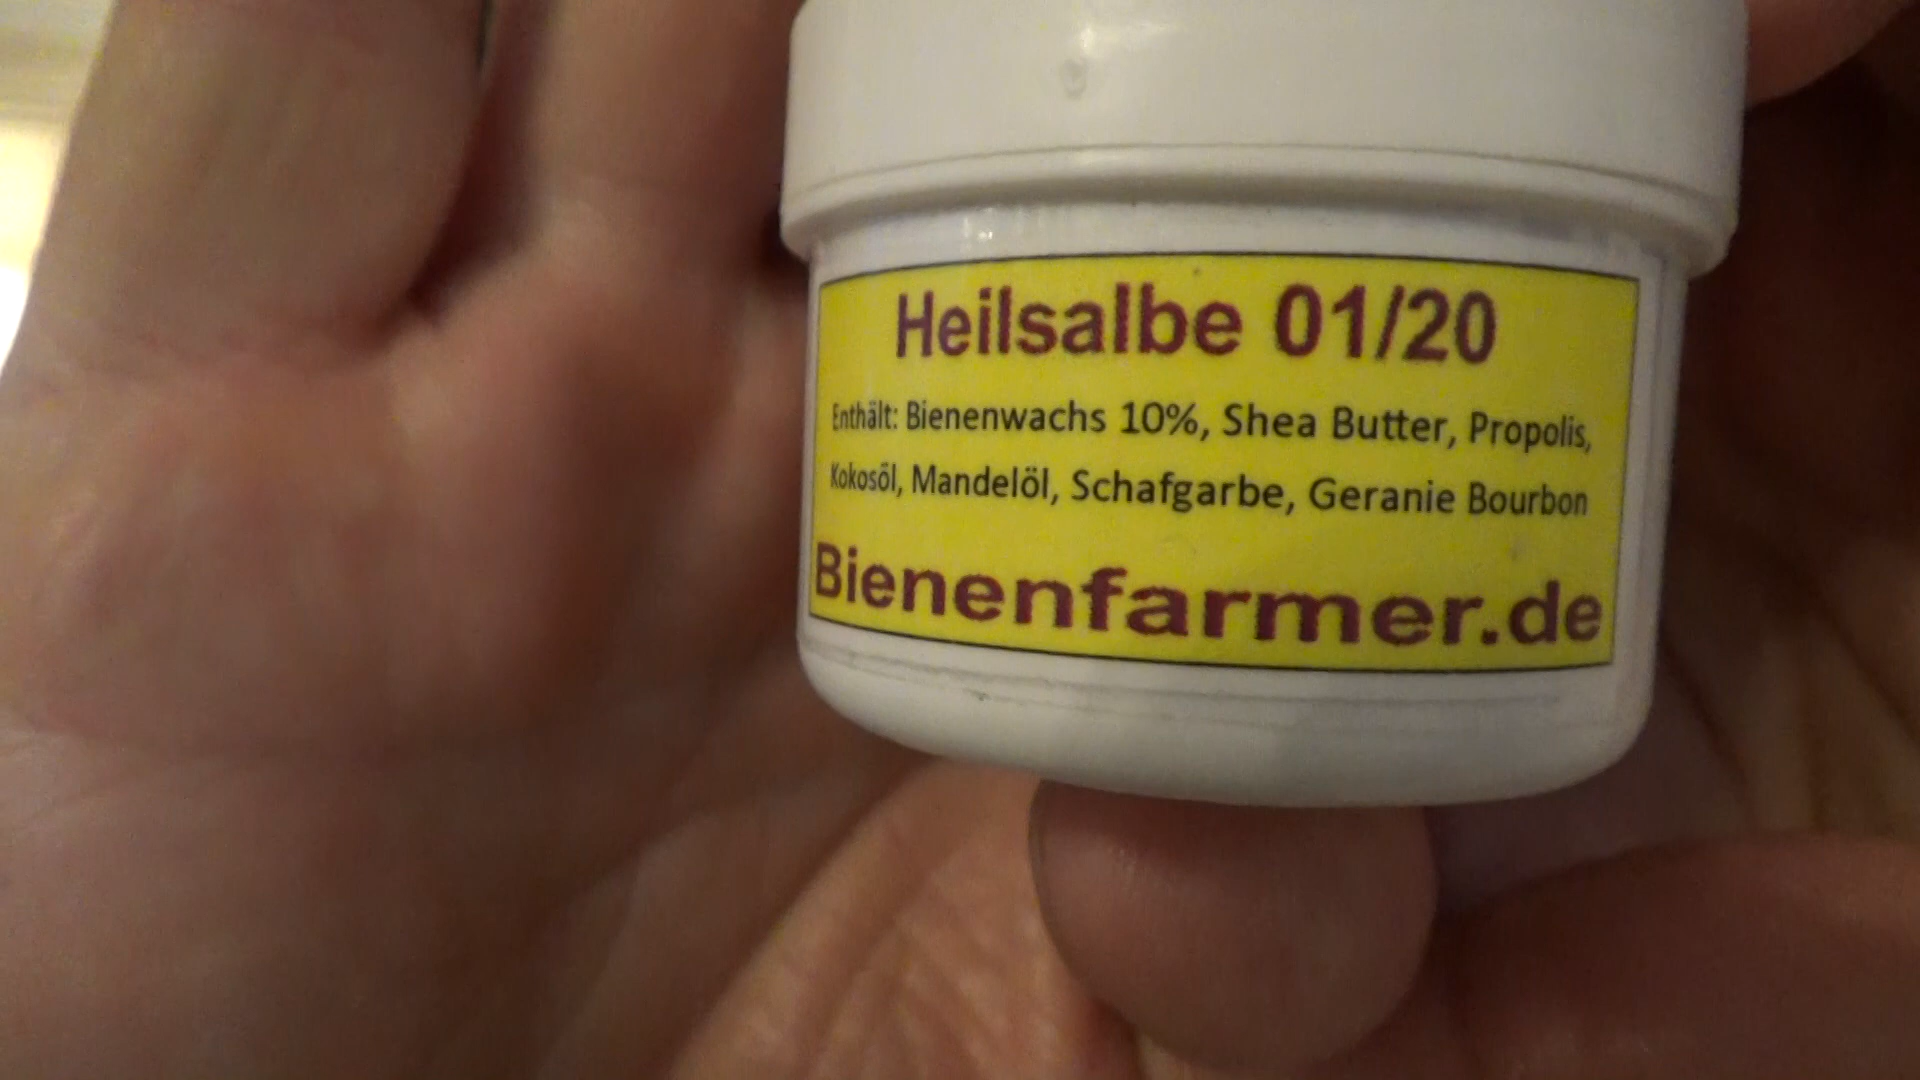 Heilsalbe 01/20
Enthält: Bienenwachs 10%, Shea Butter, Propolis,
Kokosöl, Mandelöl, Schafgarbe, Geranie Bourbon
Bienenfarmer.de